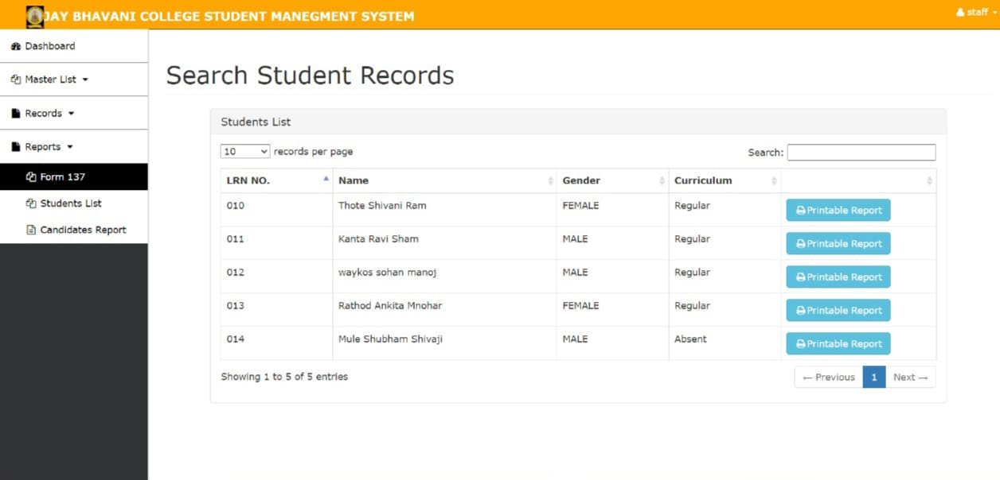 JAY BHAVANI COLLEGE STUDENT MANEGMENT SYSTEM
staff
Dashboard
Master List
Records
Reports
Form 137
Students List
Candidates Report
Search Student Records
Students List
10 records per page
Search:
LRN NO. Name Gender Curriculum
010 Thote Shivani Ram FEMALE Regular Printable Report
011 Kanta Ravi Sham MALE Regular Printable Report
012 waykos sohan manoj MALE Regular Printable Report
013 Rathod Ankita Mnohar FEMALE Regular Printable Report
014 Mule Shubham Shivaji MALE Absent Printable Report
Showing 1 to 5 of 5 entries
← Previous 1 Next →